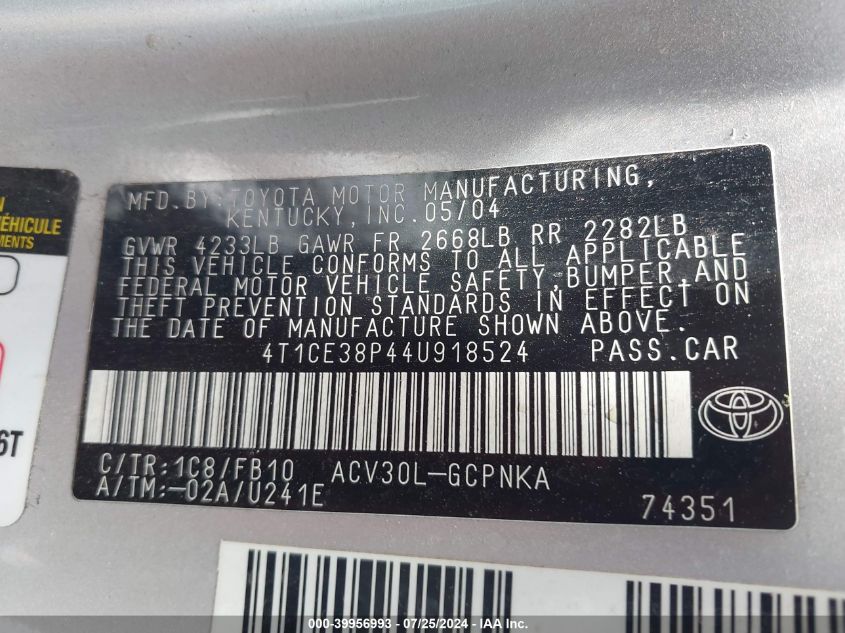 MFD. BY:TOYOTA MOTOR MANUFACTURING,
KENTUCKY, INC. 05/04
GVWR 4233LB GAWR FR 2668LB RR 2282LB
THIS VEHICLE CONFORMS TO ALL APPLICABLE
FEDERAL MOTOR VEHICLE SAFETY,BUMPER,AND
THEFT PREVENTION STANDARDS IN EFFECT ON
THE DATE OF MANUFACTURE SHOWN ABOVE.
4T1CE38P44U918524 PASS.CAR
C/TR:1C8/FB10 ACV30L-GCPNKA
A/TM:-02A/U241E 74351
N
VÉHICULE
EMENTS
6T
000-39956993 - 07/25/2024 - IAA Inc.